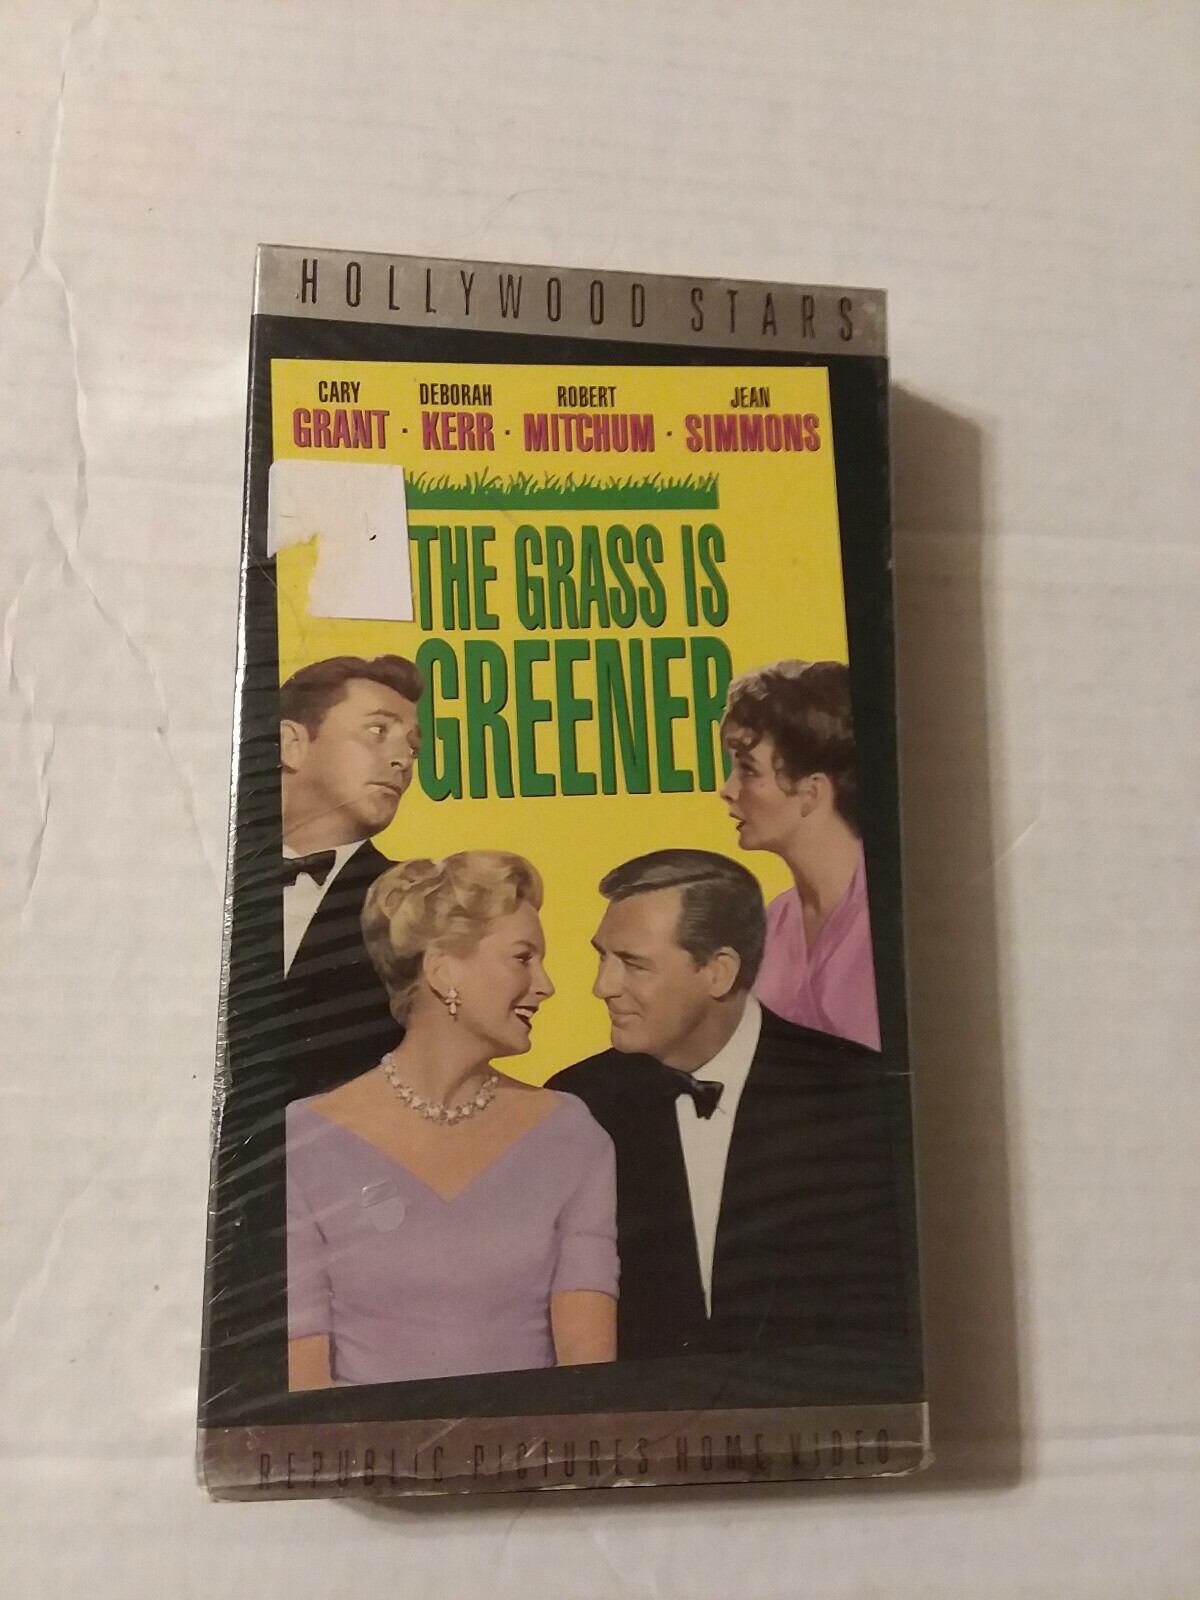 HOLLYWOOD STARS
CARY DEBORAH ROBERT JEAN
GRANT · KERR · MITCHUM · SIMMONS
THE GRASS IS
GREENER
REPUBLIC PICTURES HOME VIDEO